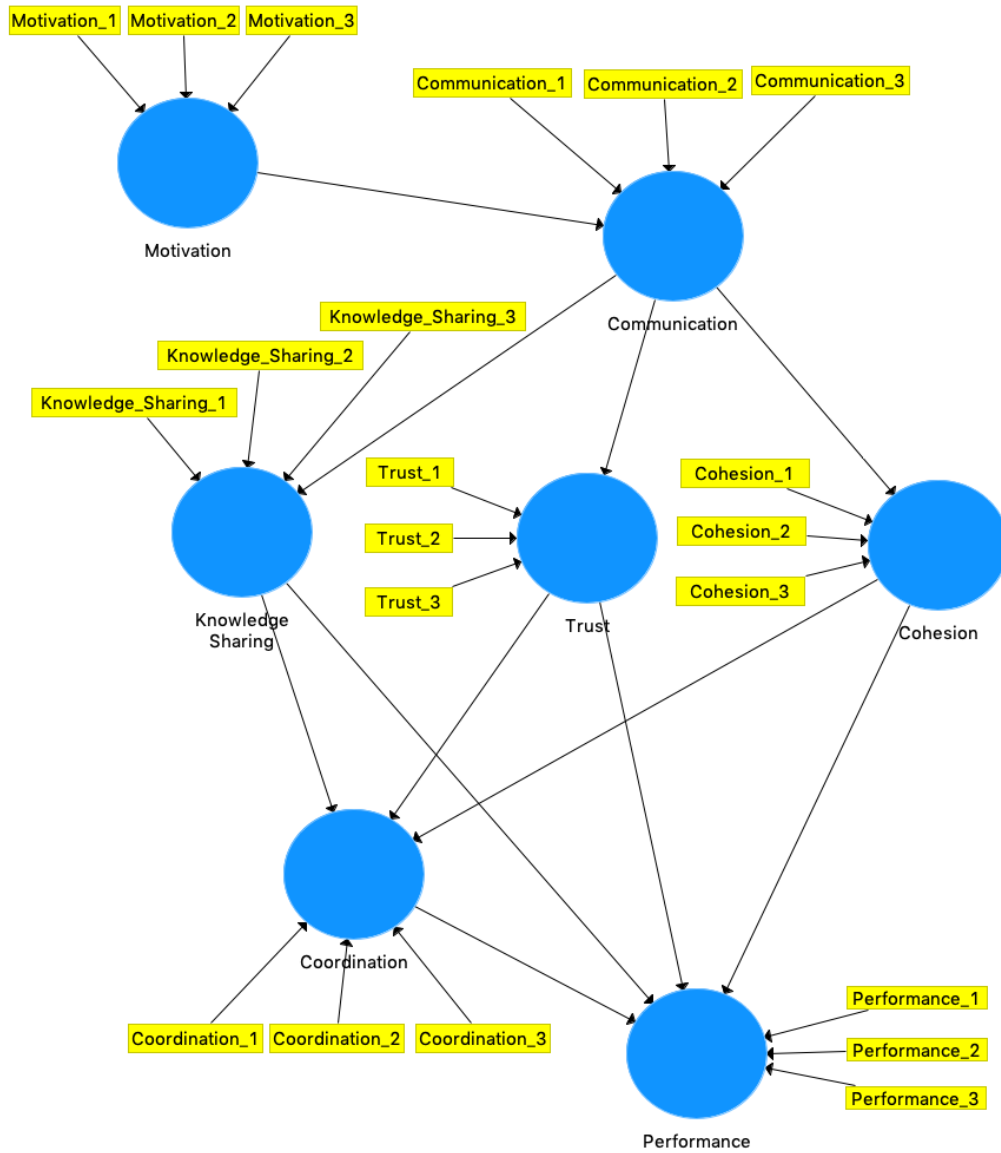 Motivation_1
Motivation_2
Motivation_3
Communication_1
Communication_2
Communication_3
Motivation
Communication
Knowledge_Sharing_3
Knowledge_Sharing_2
Knowledge_Sharing_1
Trust_1
Trust_2
Trust_3
Cohesion_1
Cohesion_2
Cohesion_3
Knowledge
Sharing
Trust
Cohesion
Coordination
Coordination_1
Coordination_2
Coordination_3
Performance_1
Performance_2
Performance_3
Performance